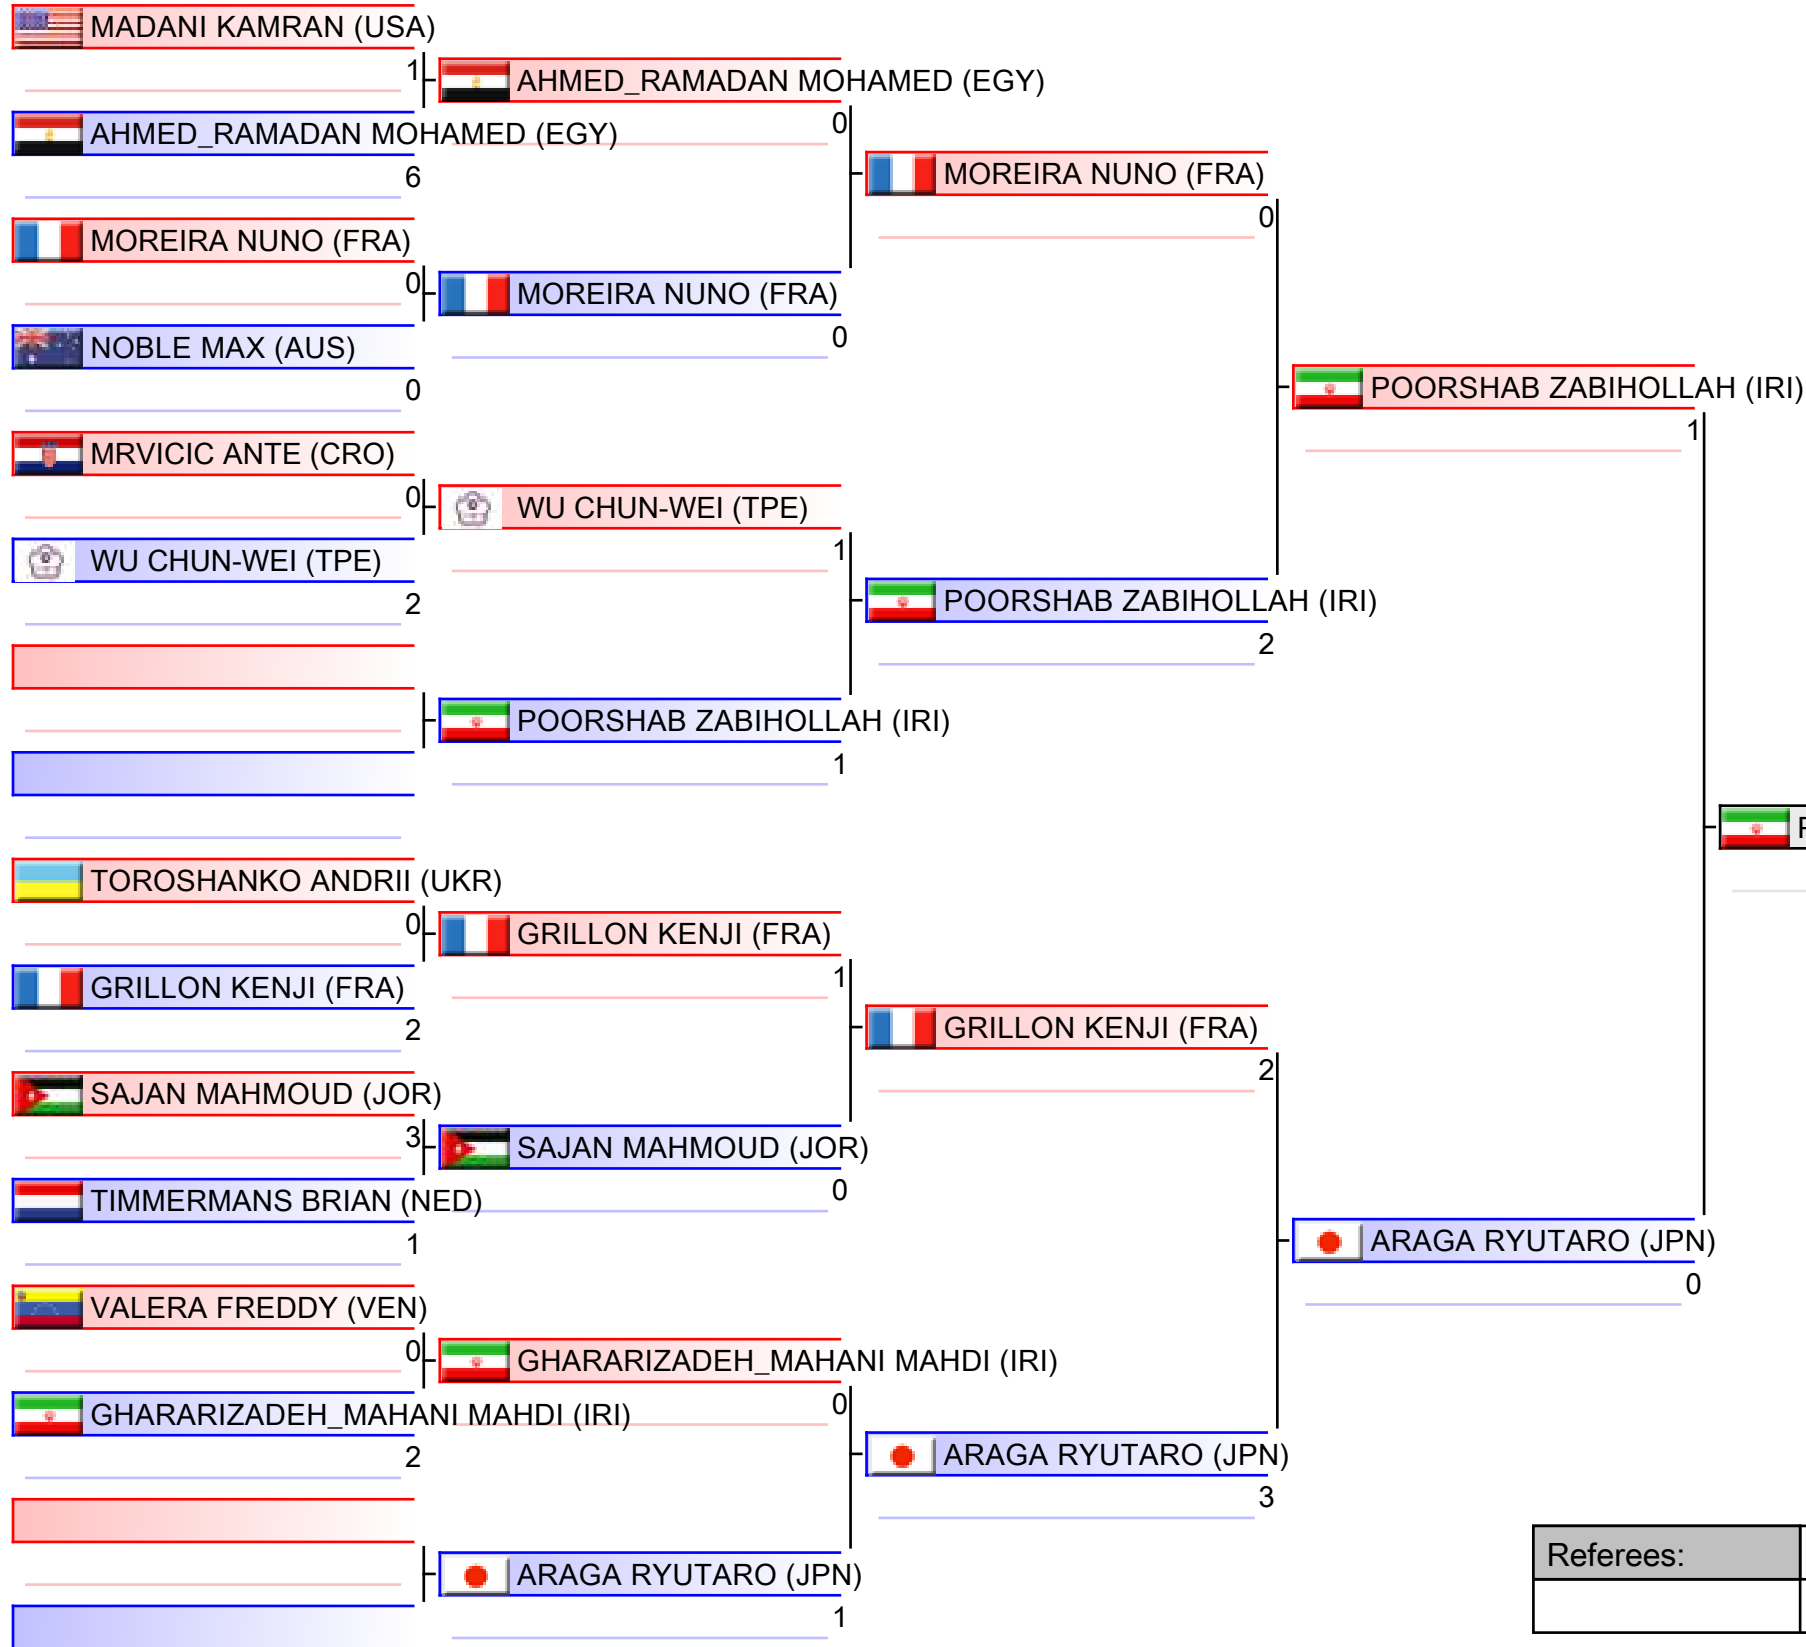 MADANI KAMRAN (USA)
1
AHMED_RAMADAN MOHAMED (EGY)
6
MOREIRA NUNO (FRA)
0
NOBLE MAX (AUS)
0
MRVICIC ANTE (CRO)
0
WU CHUN-WEI (TPE)
2
TOROSHANKO ANDRII (UKR)
0
GRILLON KENJI (FRA)
2
SAJAN MAHMOUD (JOR)
3
TIMMERMANS BRIAN (NED)
1
VALERA FREDDY (VEN)
0
GHARARIZADEH_MAHANI MAHDI (IRI)
2
AHMED_RAMADAN MOHAMED (EGY)
0
MOREIRA NUNO (FRA)
0
WU CHUN-WEI (TPE)
1
POORSHAB ZABIHOLLAH (IRI)
1
GRILLON KENJI (FRA)
1
SAJAN MAHMOUD (JOR)
0
GHARARIZADEH_MAHANI MAHDI (IRI)
0
ARAGA RYUTARO (JPN)
1
MOREIRA NUNO (FRA)
0
POORSHAB ZABIHOLLAH (IRI)
2
GRILLON KENJI (FRA)
2
ARAGA RYUTARO (JPN)
3
POORSHAB ZABIHOLLAH (IRI)
1
ARAGA RYUTARO (JPN)
0
Referees: